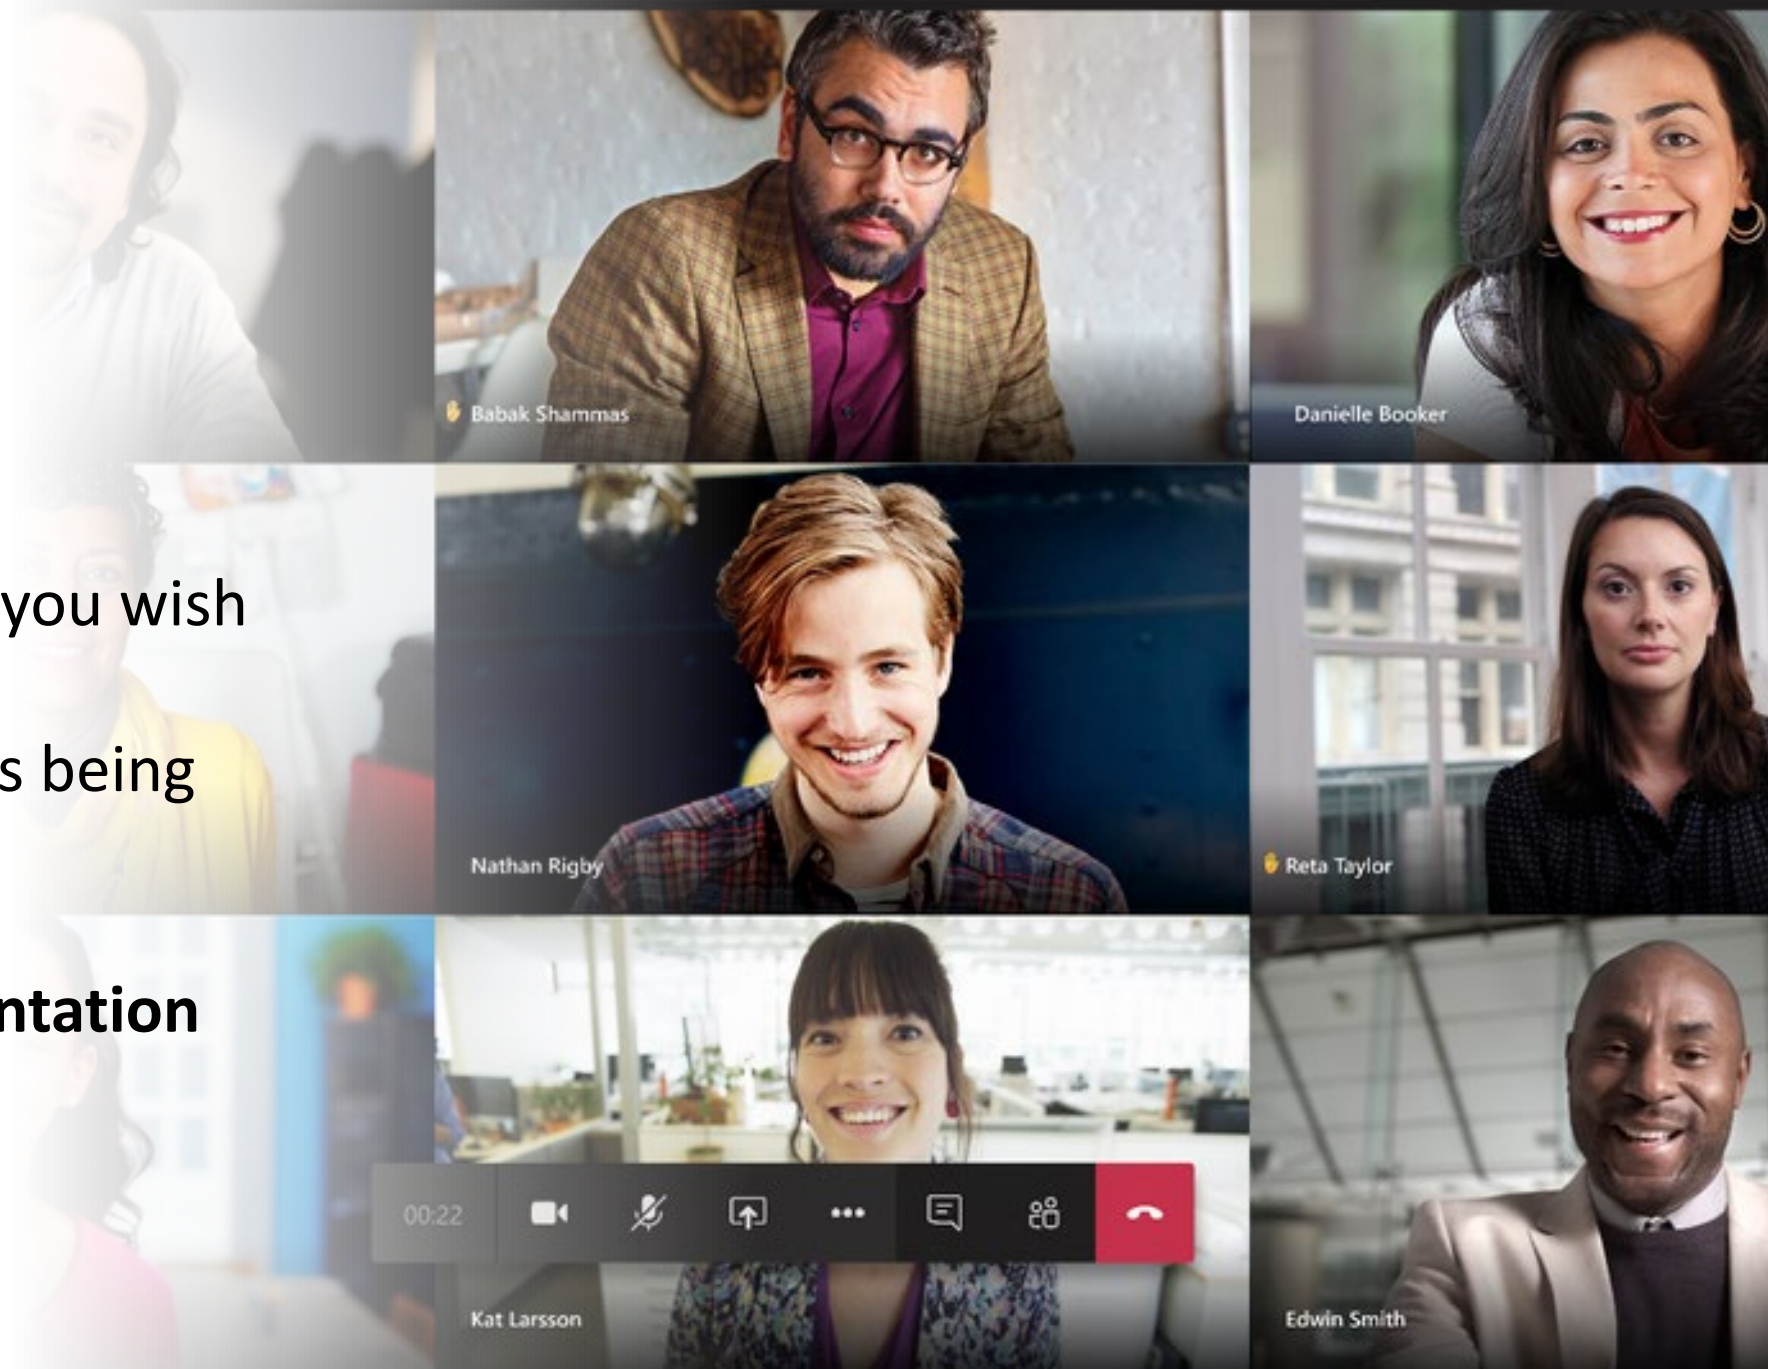 Babak Shammas
Danielle Booker
you wish
s being
Nathan Rigby
Reta Taylor
ntation
00:22
Kat Larsson
Edwin Smith